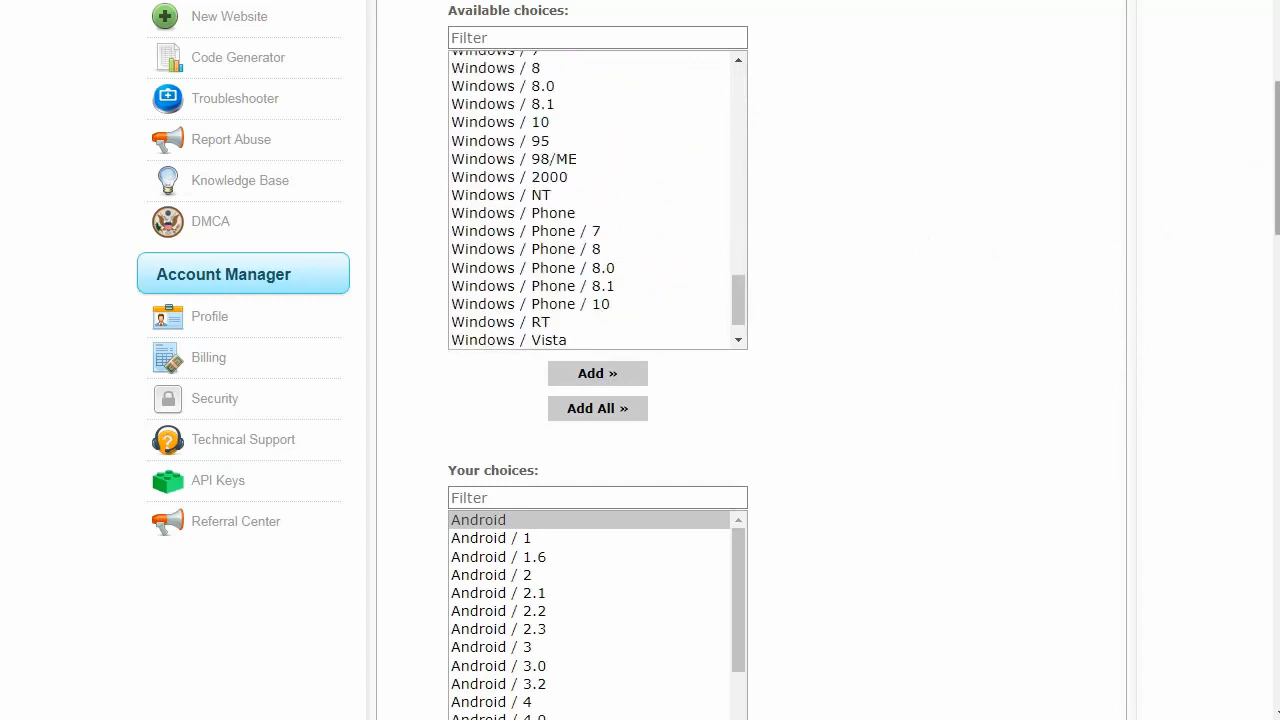 New Website
Code Generator
Troubleshooter
Report Abuse
Knowledge Base
DMCA
Account Manager
Profile
Billing
Security
Technical Support
API Keys
Referral Center
Available choices:
Filter
Windows / 7
Windows / 8
Windows / 8.0
Windows / 8.1
Windows / 10
Windows / 95
Windows / 98/ME
Windows / 2000
Windows / NT
Windows / Phone
Windows / Phone / 7
Windows / Phone / 8
Windows / Phone / 8.0
Windows / Phone / 8.1
Windows / Phone / 10
Windows / RT
Windows / Vista
Add »
Add All »
Your choices:
Filter
Android
Android / 1
Android / 1.6
Android / 2
Android / 2.1
Android / 2.2
Android / 2.3
Android / 3
Android / 3.0
Android / 3.2
Android / 4
Android / 4.0